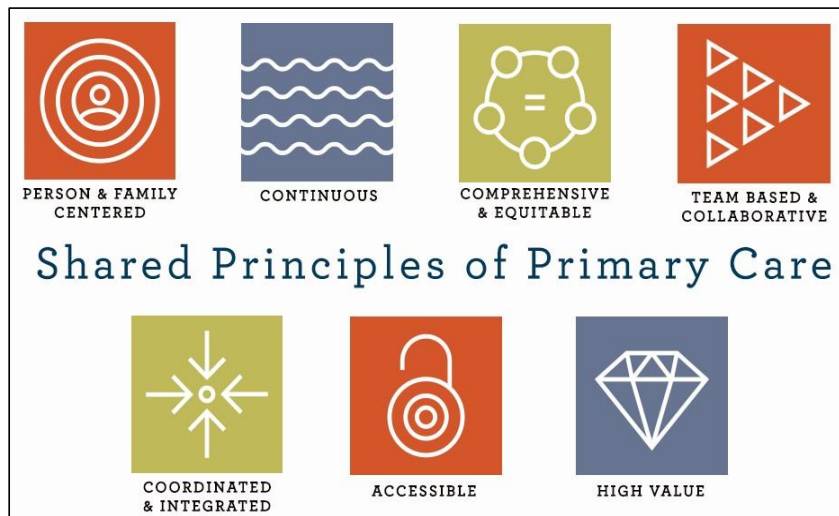 PERSON & FAMILY
CENTERED
CONTINUOUS
COMPREHENSIVE
& EQUITABLE
TEAM BASED &
COLLABORATIVE
Shared Principles of Primary Care
COORDINATED
& INTEGRATED
ACCESSIBLE
HIGH VALUE